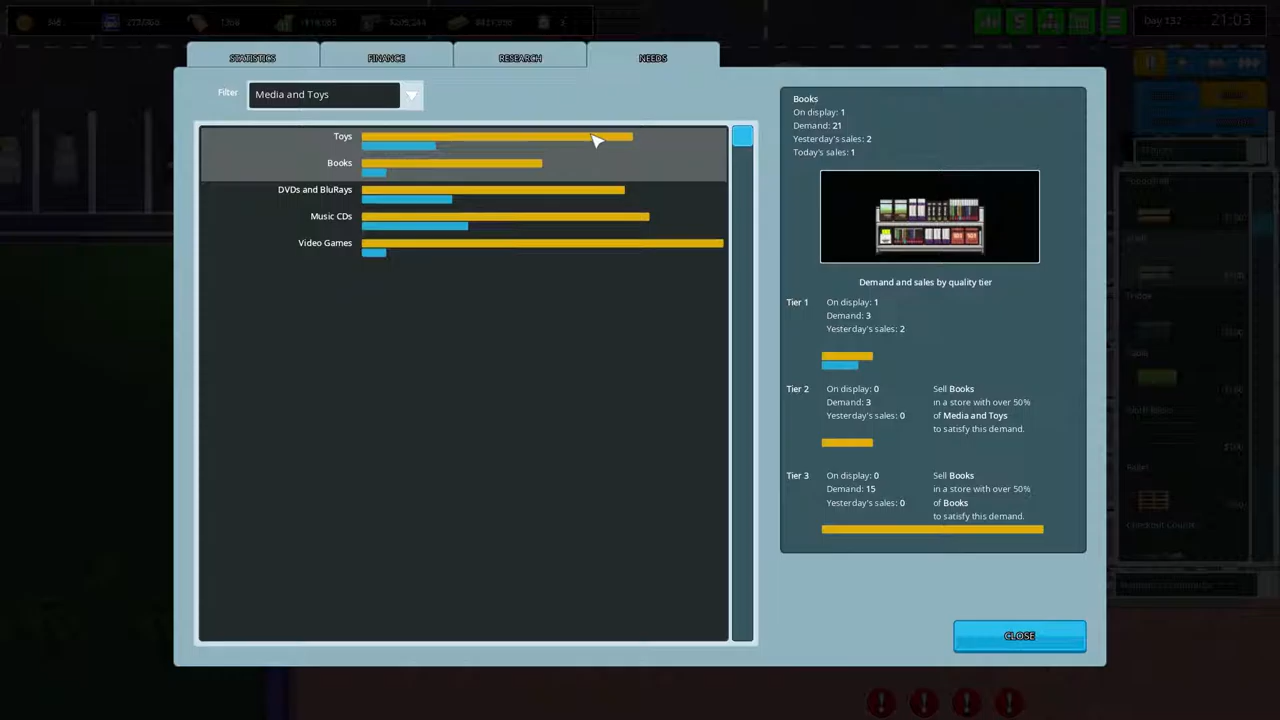 Day 132
21:03
STATISTICS
FINANCE
RESEARCH
NEEDS
Filter
Media and Toys
Toys
Books
DVDs and BluRays
Music CDs
Video Games
Books
On display: 1
Demand: 21
Yesterday's sales: 2
Today's sales: 1
Demand and sales by quality tier
Tier 1
On display: 1
Demand: 3
Yesterday's sales: 2
Tier 2
On display: 0
Demand: 3
Yesterday's sales: 0
Sell Books
in a store with over 50%
of Media and Toys
to satisfy this demand.
Tier 3
On display: 0
Demand: 15
Yesterday's sales: 0
Sell Books
in a store with over 50%
of Books
to satisfy this demand.
CLOSE